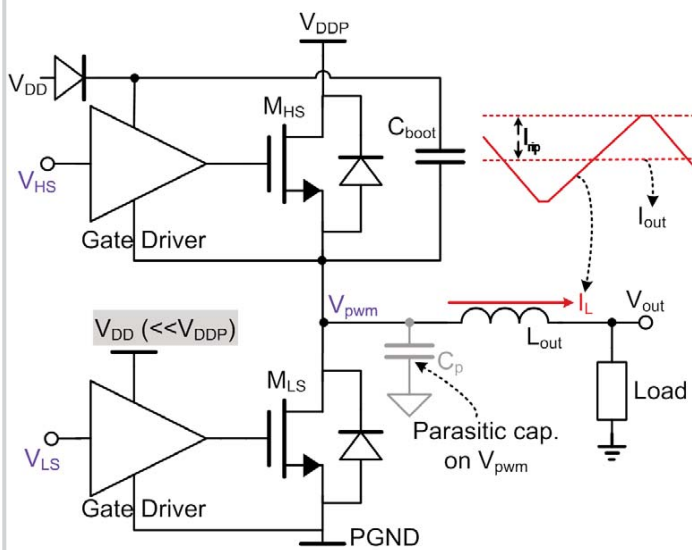 VDDP
VDD
MHS
Cboot
VHS
Gate Driver
Irip
Iout
Vpwm
IL
Vout
VDD (<<VDDP)
Lout
Cp
MLS
Load
Parasitic cap.
on Vpwm
VLS
Gate Driver
PGND